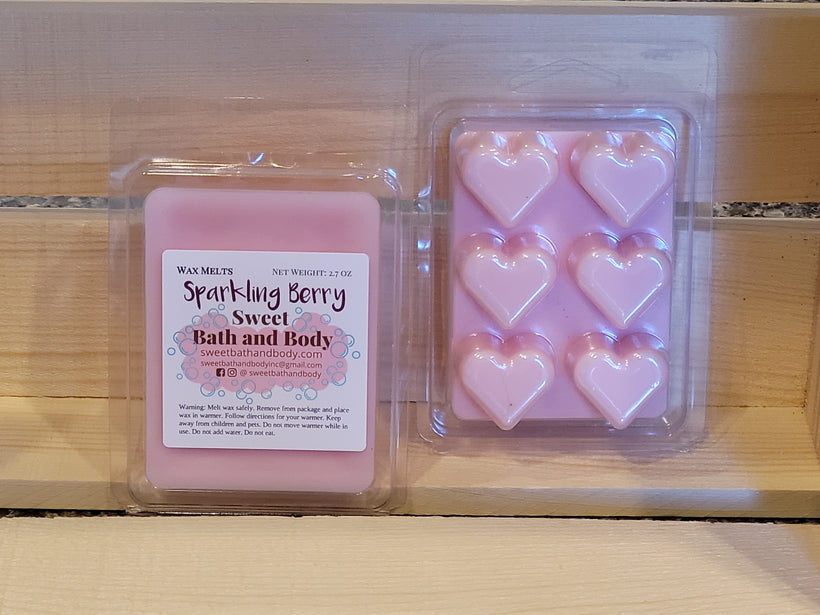 Wax Melts Net Weight: 2.7 oz
Sparkling Berry
Sweet
Bath and Body
sweetbathandbody.com
sweetbathandbodyinc@gmail.com
@ sweetbathandbody
Warning: Melt wax safely. Remove from package and place
wax in warmer. Follow directions for your warmer. Keep
away from children and pets. Do not move warmer while in
use. Do not add water. Do not eat.